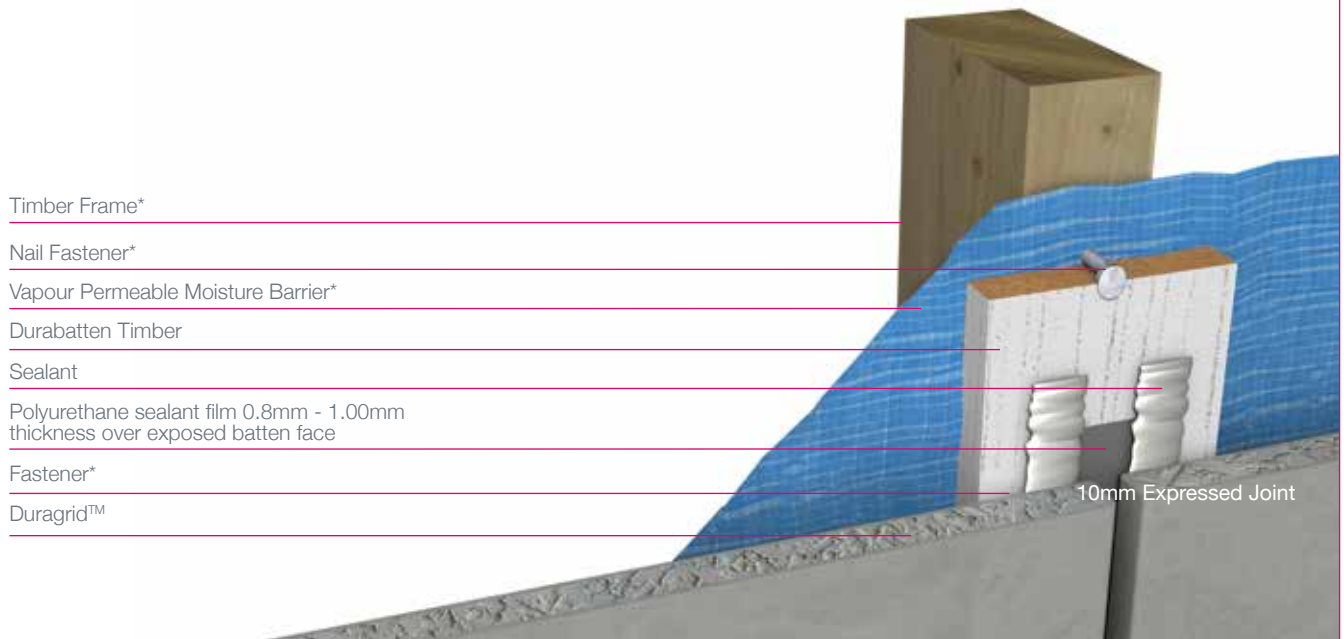 Timber Frame*
Nail Fastener*
Vapour Permeable Moisture Barrier*
Durabatten Timber
Sealant
Polyurethane sealant film 0.8mm - 1.00mm
thickness over exposed batten face
Fastener*
10mm Expressed Joint
Duragrid™